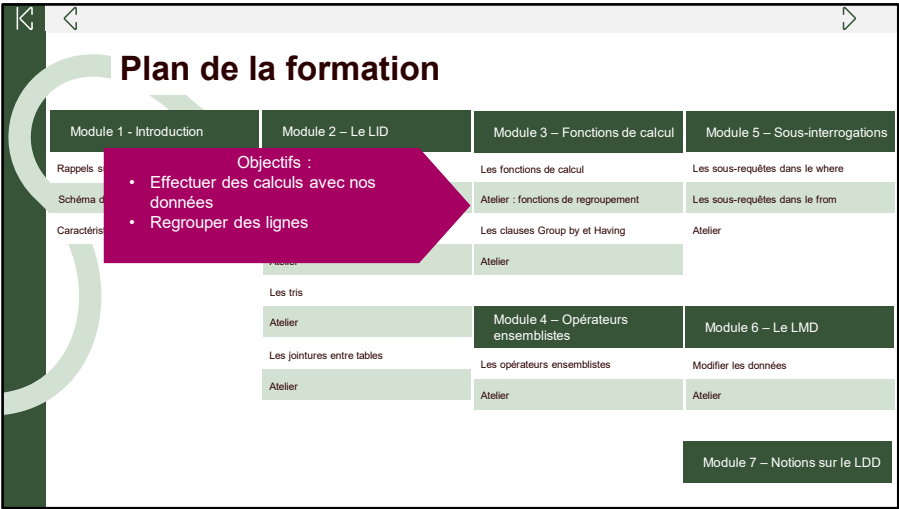 Plan de la formation
Module 1 - Introduction
Rappels
Schéma
Module 2 – Le LID
Objectifs :
• Effectuer des calculs avec nos
données
• Regrouper des lignes
Atelier
Les tris
Atelier
Les jointures entre tables
Atelier
Module 3 – Fonctions de calcul
Les fonctions de calcul
Atelier : fonctions de regroupement
Les clauses Group by et Having
Atelier
Module 4 – Opérateurs
ensemblistes
Les opérateurs ensemblistes
Atelier
Module 5 – Sous-interrogations
Les sous-requêtes dans le where
Les sous-requêtes dans le from
Atelier
Module 6 – Le LMD
Modifier les données
Atelier
Module 7 – Notions sur le LDD